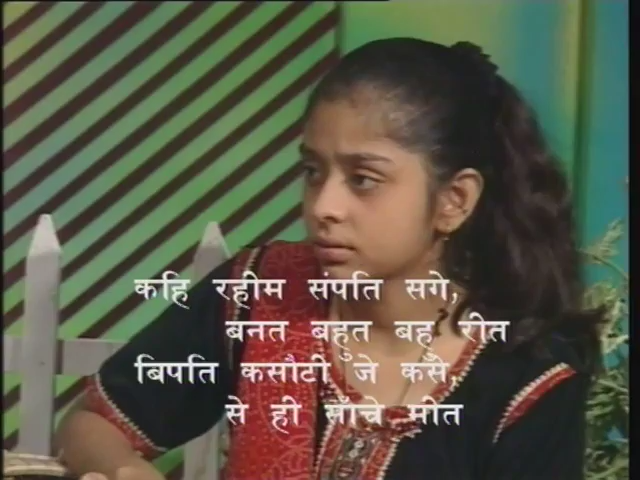 कहि रहीम संपति सगे,
बनत बहुत बहु रीत
बिपति कसौटी जे कसे,
से ही साँचे मीत